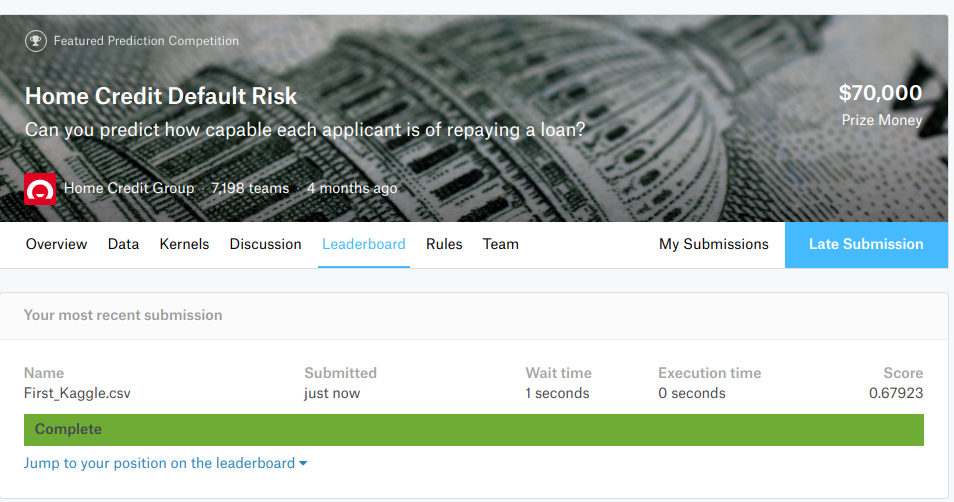 Featured Prediction Competition
Home Credit Default Risk
$70,000
Can you predict how capable each applicant is of repaying a loan?
Prize Money
Home Credit Group · 7,198 teams · 4 months ago
Overview Data Kernels Discussion Leaderboard Rules Team My Submissions Late Submission
Your most recent submission
Name Submitted Wait time Execution time Score
First_Kaggle.csv just now 1 seconds 0 seconds 0.67923
Complete
Jump to your position on the leaderboard